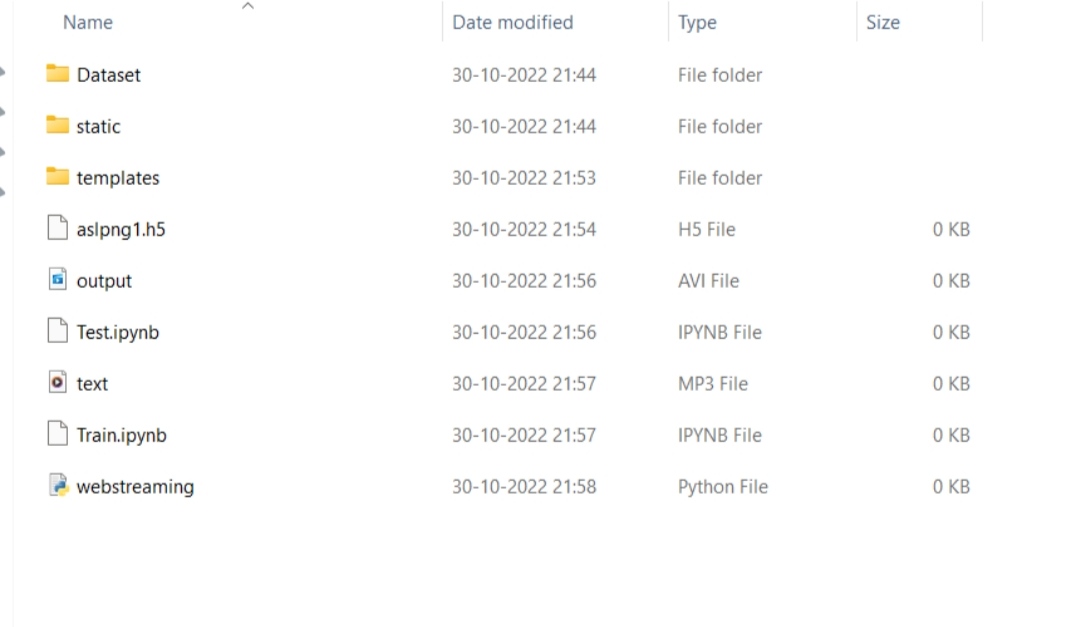 Name Date modified Type Size
Dataset 30-10-2022 21:44 File folder
static 30-10-2022 21:44 File folder
templates 30-10-2022 21:53 File folder
aslpng1.h5 30-10-2022 21:54 H5 File 0 KB
output 30-10-2022 21:56 AVI File 0 KB
Test.ipynb 30-10-2022 21:56 IPYNB File 0 KB
text 30-10-2022 21:57 MP3 File 0 KB
Train.ipynb 30-10-2022 21:57 IPYNB File 0 KB
webstreaming 30-10-2022 21:58 Python File 0 KB